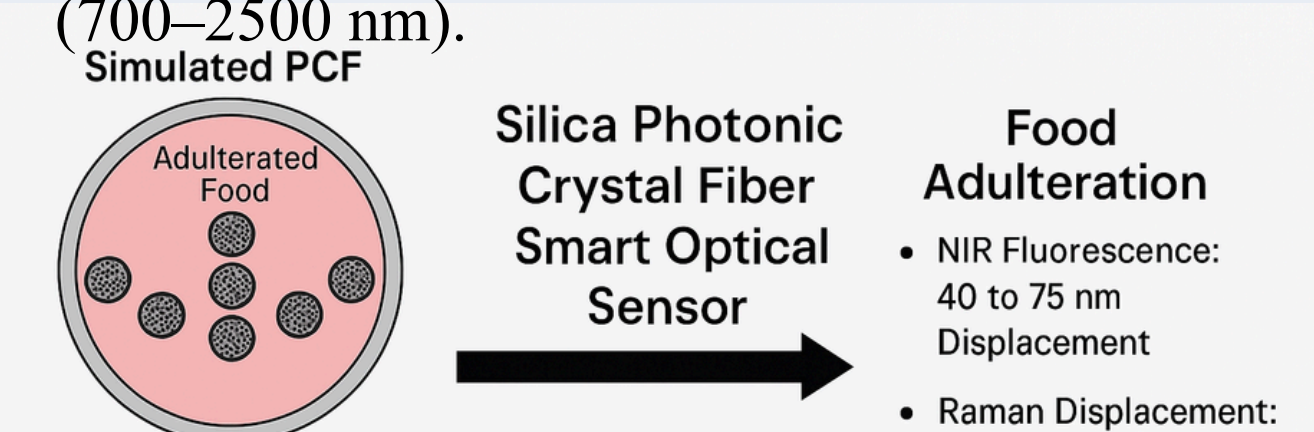 (700–2500 nm).
Simulated PCF
Adulterated
Food
Silica Photonic
Crystal Fiber
Smart Optical
Sensor
Food
Adulteration
• NIR Fluorescence:
40 to 75 nm
Displacement
• Raman Displacement: